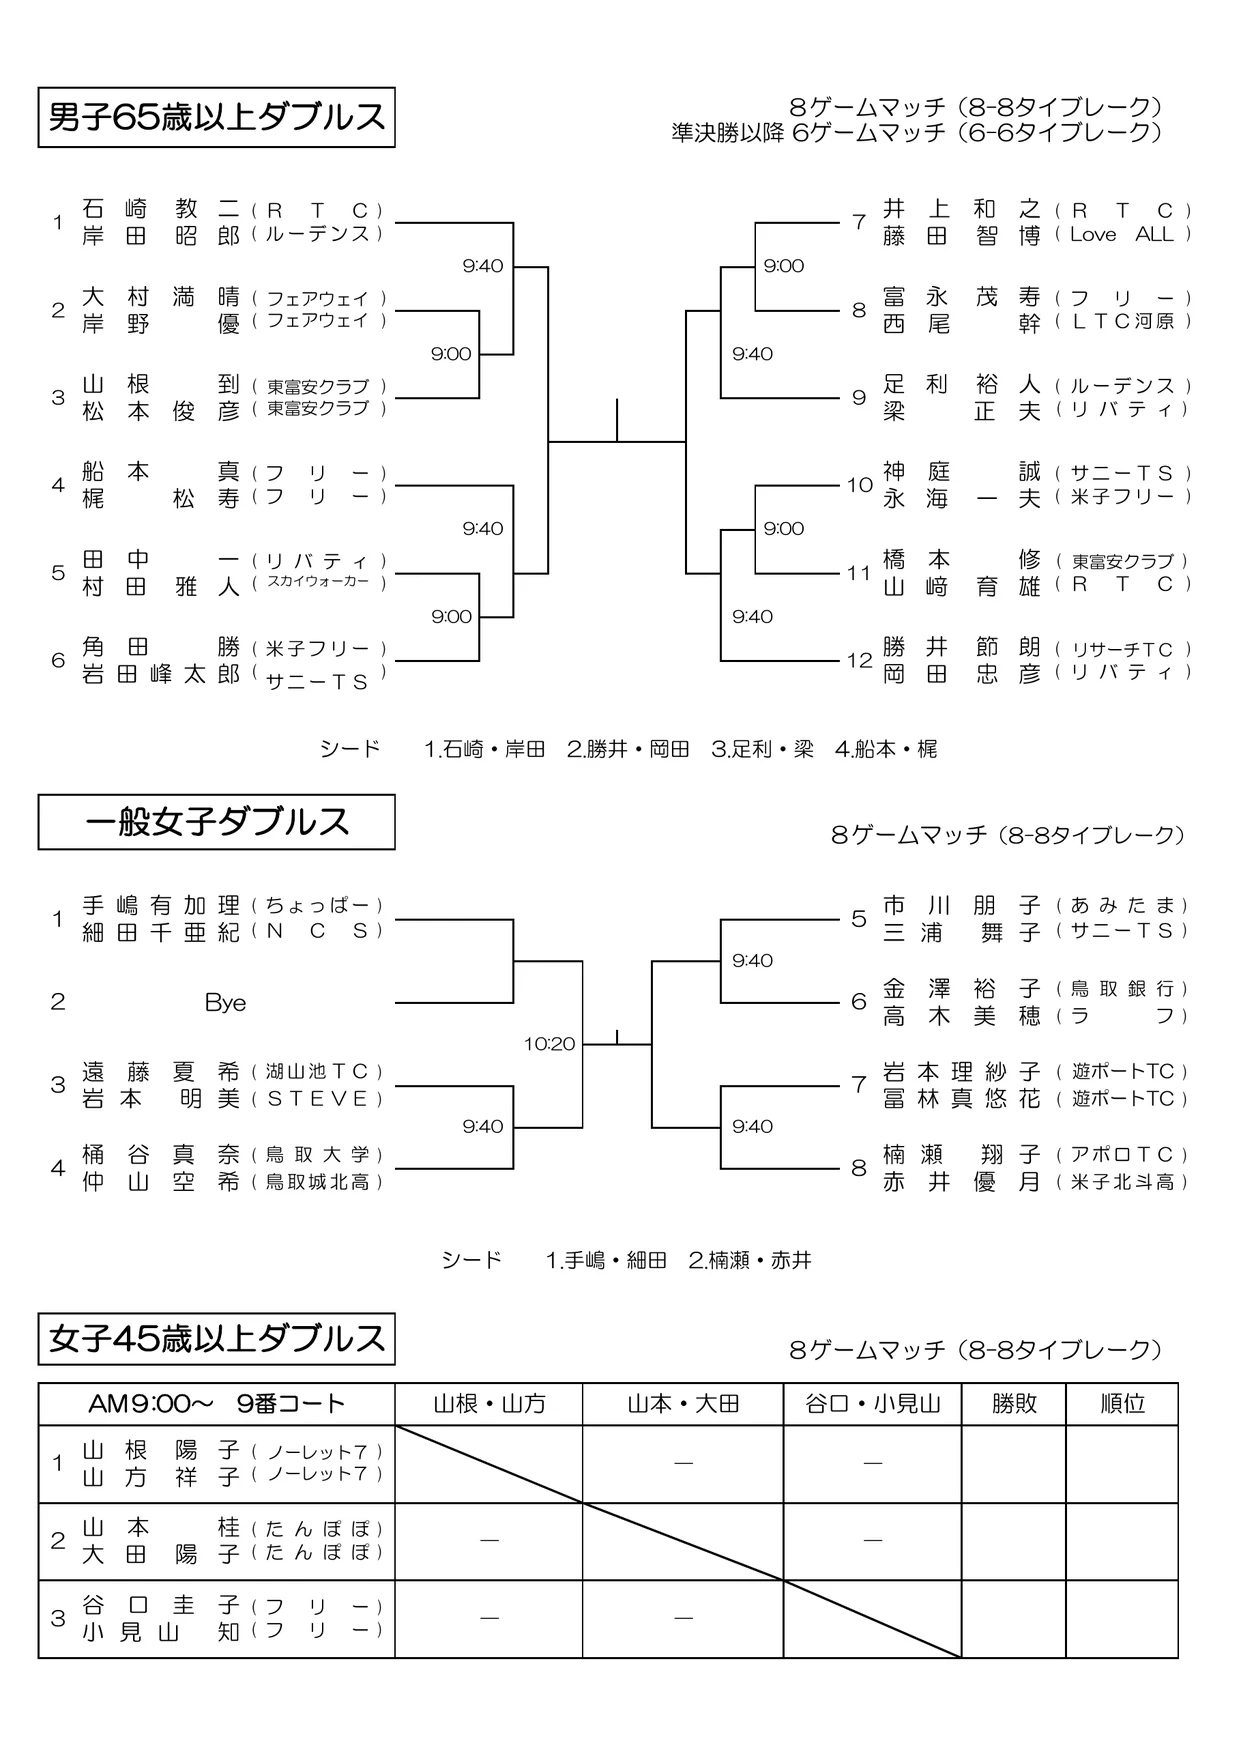 男子65歳以上ダブルス
8ゲームマッチ（8-8タイブレーク）
準決勝以降 6ゲームマッチ（6-6タイブレーク）
1 石崎教二（RTC）
岸田昭郎（ルーデンス）
9:40
2 大村満晴（フェアウェイ）
岸野優（フェアウェイ）
9:00
3 山根到（東富安クラブ）
松本俊彦（東富安クラブ）
4 船本真（フリー）
梶松寿（フリー）
9:40
5 田中一（リバティ）
村田雅人（スカイウォーカー）
9:00
6 角田勝（米子フリー）
岩田峰太郎（サニーTS）
7 井上和之（RTC）
藤田智博（Love ALL）
9:00
8 富永茂寿（フリー）
西尾幹（LTC河原）
9:40
9 足利裕人（ルーデンス）
梁正夫（リバティ）
10 神庭誠（サニーTS）
永海一夫（米子フリー）
9:00
11 橋本修（東富安クラブ）
山﨑育雄（RTC）
9:40
12 勝井節朗（リサーチTC）
岡田忠彦（リバティ）
シード 1.石崎・岸田 2.勝井・岡田 3.足利・梁 4.船本・梶
一般女子ダブルス
8ゲームマッチ（8-8タイブレーク）
1 手嶋有加理（ちょっぱー）
細田千亜紀（NCS）
2 Bye
10:20
3 遠藤夏希（湖山池TC）
岩本明美（STEVE）
9:40
4 桶谷真奈（鳥取大学）
仲山空希（鳥取城北高）
5 市川朋子（あみたま）
三浦舞子（サニーTS）
9:40
6 金澤裕子（鳥取銀行）
高木美穂（ラフ）
7 岩本理紗子（遊ポートTC）
冨林真悠花（遊ポートTC）
9:40
8 楠瀬翔子（アポロTC）
赤井優月（米子北斗高）
シード 1.手嶋・細田 2.楠瀬・赤井
女子45歳以上ダブルス
8ゲームマッチ（8-8タイブレーク）
AM9:00～ 9番コート 山根・山方 山本・大田 谷口・小見山 勝敗 順位
1 山根陽子（ノーレット7） — —
山方祥子（ノーレット7）
2 山本桂（たんぽぽ） — —
大田陽子（たんぽぽ）
3 谷口圭子（フリー） — —
小見山知（フリー）